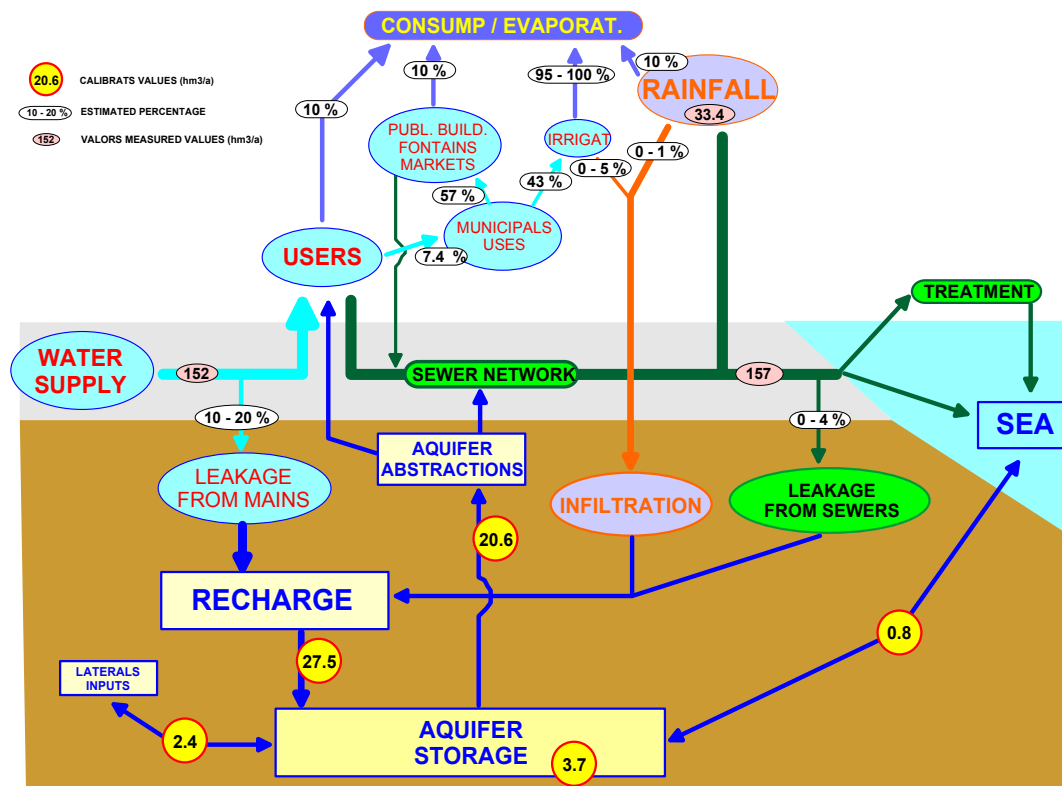 CONSUMP / EVAPORAT.
20.6
CALIBRATS VALUES (hm3/a)
10 - 20 %
ESTIMATED PERCENTAGE
152
VALORS MEASURED VALUES (hm3/a)
10 %
10 %
95 - 100 %
10 %
RAINFALL
33.4
PUBL. BUILD.
FONTAINS
MARKETS
IRRIGAT
0 - 1 %
0 - 5 %
57 %
43 %
MUNICIPALS
USES
USERS
7.4 %
TREATMENT
WATER
SUPPLY
152
SEWER NETWORK
157
10 - 20 %
0 - 4 %
SEA
AQUIFER
ABSTRACTIONS
LEAKAGE
FROM MAINS
INFILTRATION
LEAKAGE
FROM SEWERS
20.6
RECHARGE
0.8
27.5
LATERALS
INPUTS
2.4
AQUIFER
STORAGE
3.7